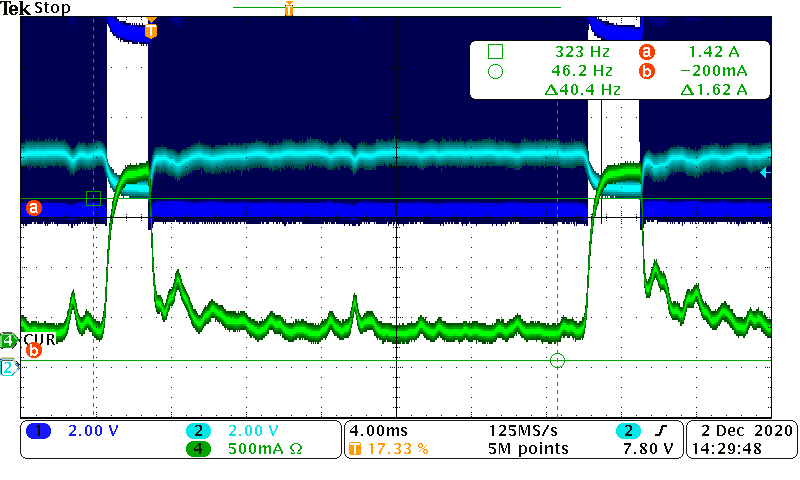 Tek Stop
T
T
323 Hz a 1.42 A
46.2 Hz b −200mA
Δ40.4 Hz Δ1.62 A
a
4 CUR
b
2
1 2.00 V 2 2.00 V 4.00ms 125MS/s 2 7.80 V 2 Dec 2020
4 500mA Ω T 17.33 % 5M points 14:29:48